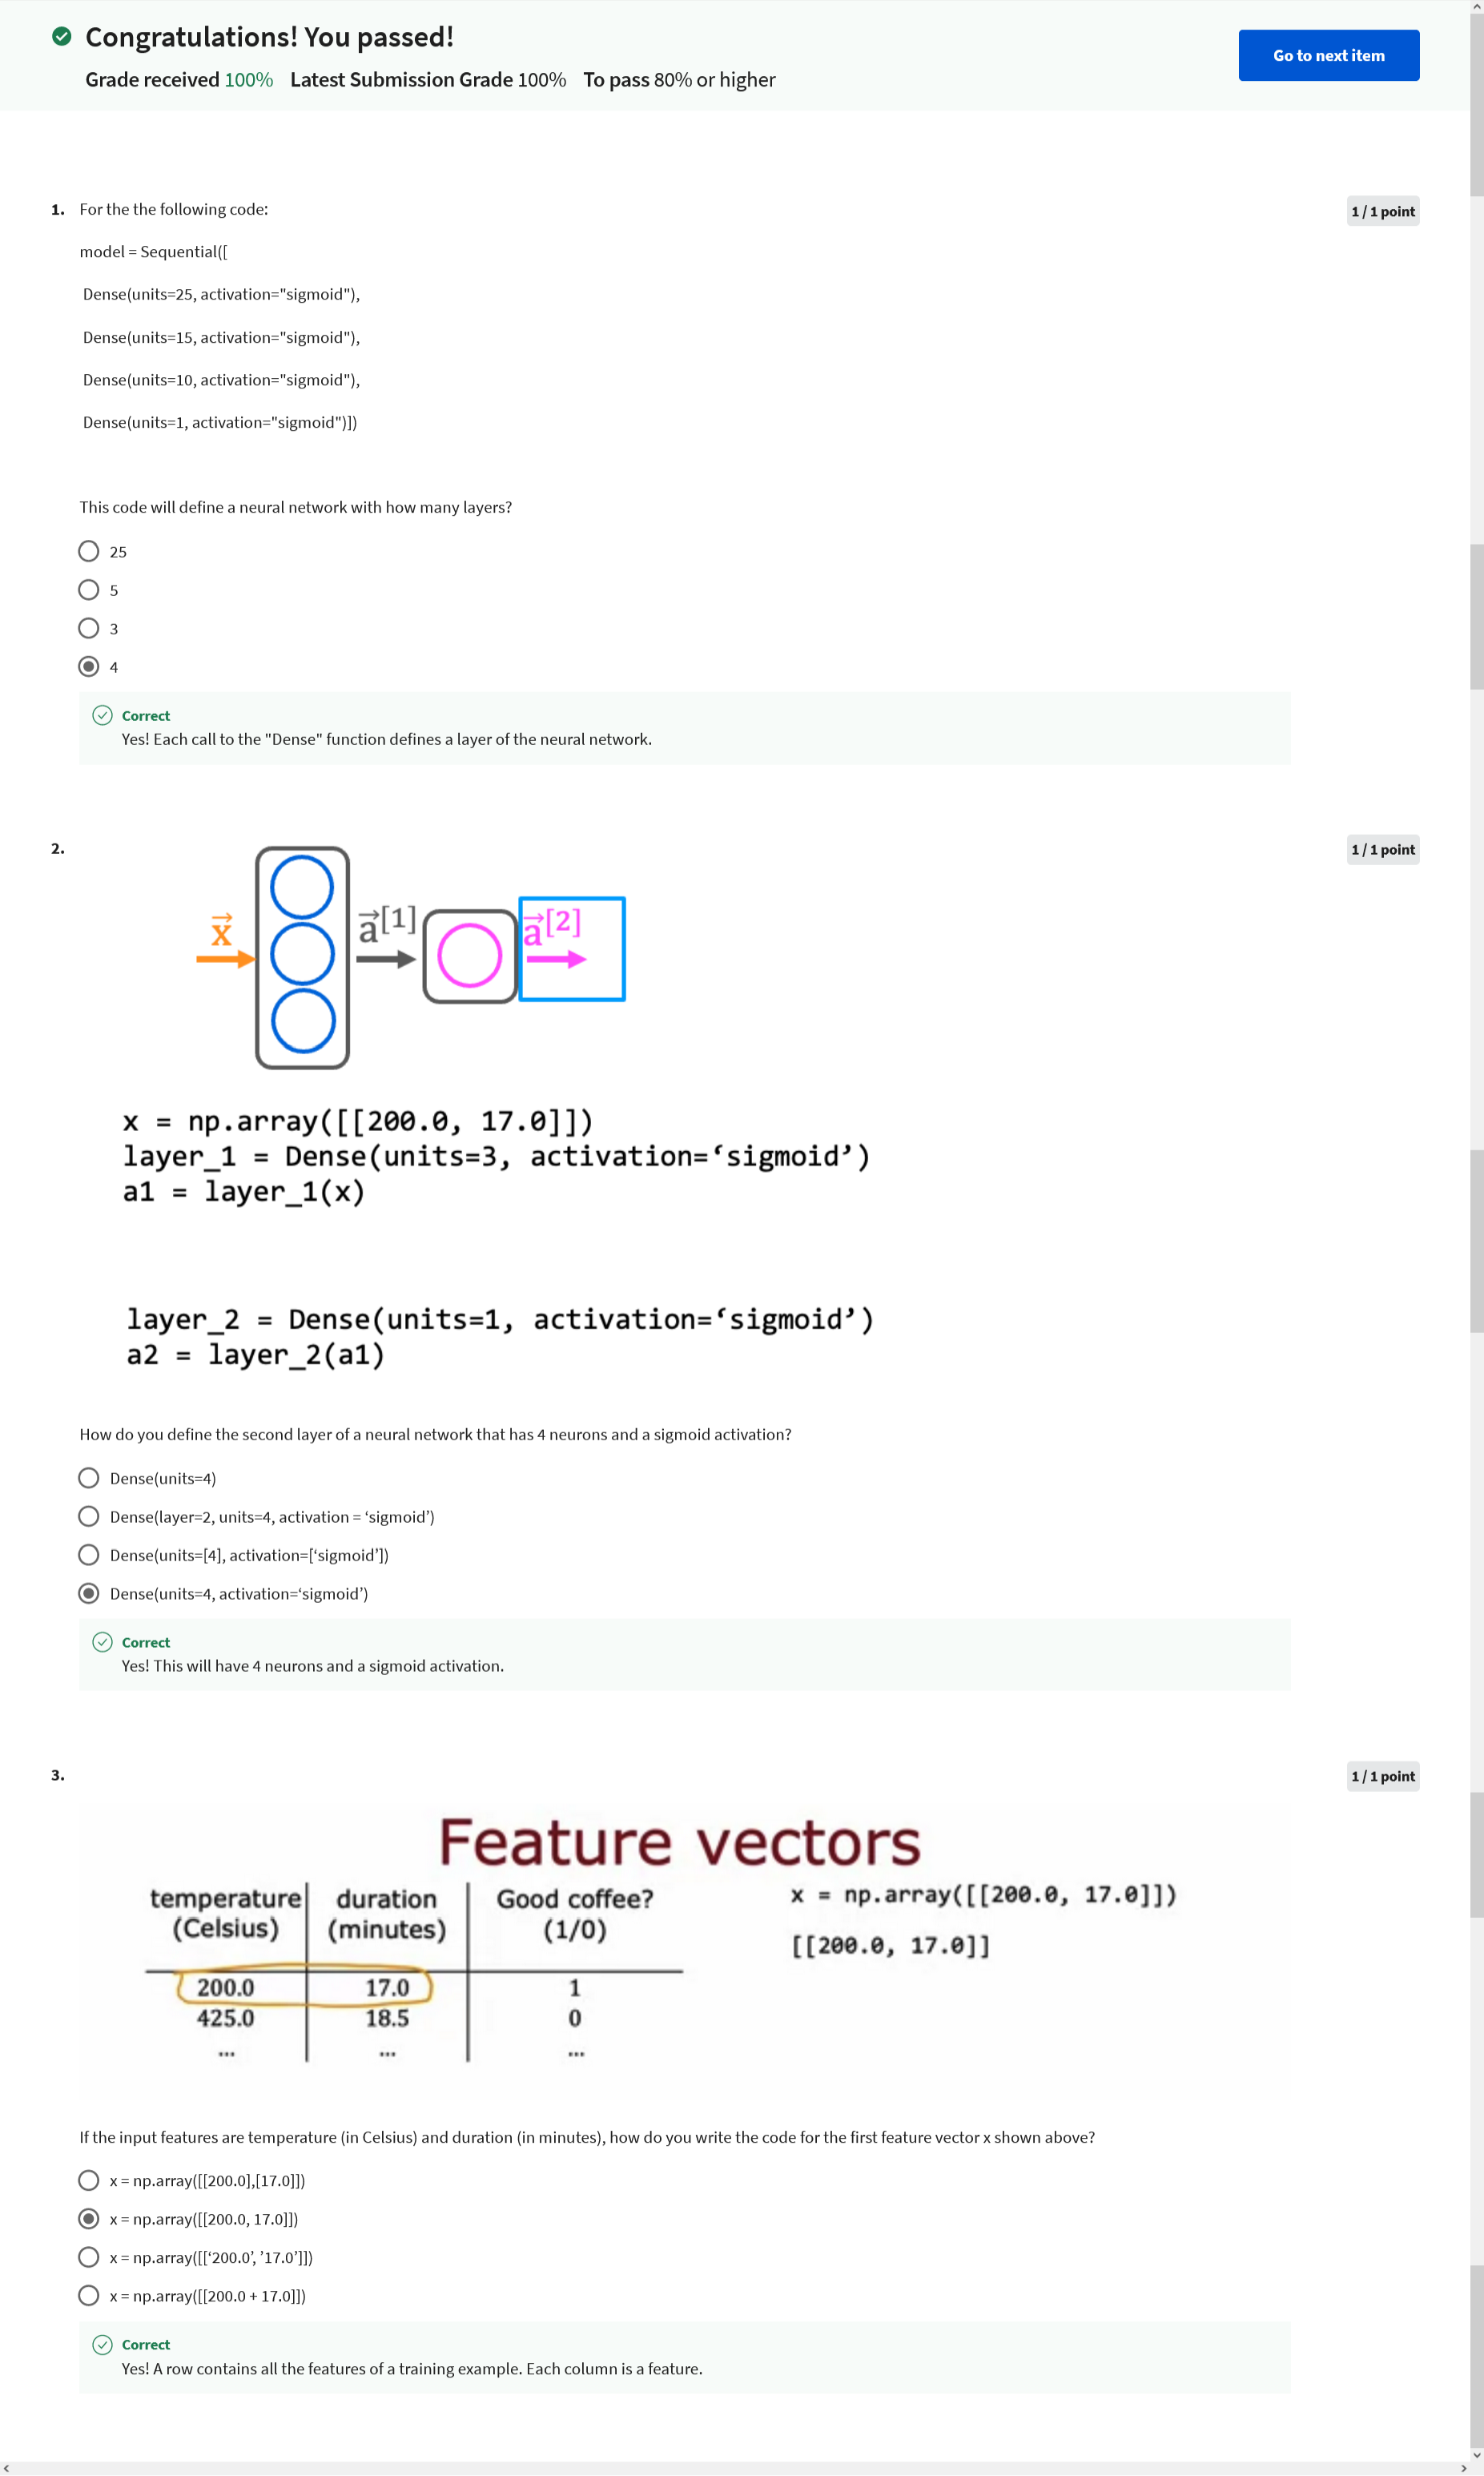 Congratulations! You passed!
Grade received 100% Latest Submission Grade 100% To pass 80% or higher
Go to next item
1. For the the following code:
1 / 1 point
model = Sequential([
Dense(units=25, activation="sigmoid"),
Dense(units=15, activation="sigmoid"),
Dense(units=10, activation="sigmoid"),
Dense(units=1, activation="sigmoid")])
This code will define a neural network with how many layers?
25
5
3
4
Correct
Yes! Each call to the "Dense" function defines a layer of the neural network.
2.
1 / 1 point
x⃗
a⃗[1]
a⃗[2]
x = np.array([[200.0, 17.0]])
layer_1 = Dense(units=3, activation=‘sigmoid’)
a1 = layer_1(x)
layer_2 = Dense(units=1, activation=‘sigmoid’)
a2 = layer_2(a1)
How do you define the second layer of a neural network that has 4 neurons and a sigmoid activation?
Dense(units=4)
Dense(layer=2, units=4, activation = ‘sigmoid’)
Dense(units=[4], activation=[‘sigmoid’])
Dense(units=4, activation=‘sigmoid’)
Correct
Yes! This will have 4 neurons and a sigmoid activation.
3.
1 / 1 point
Feature vectors
temperature duration Good coffee?
(Celsius) (minutes) (1/0)
200.0 17.0 1
425.0 18.5 0
... ... ...
x = np.array([[200.0, 17.0]])
[[200.0, 17.0]]
If the input features are temperature (in Celsius) and duration (in minutes), how do you write the code for the first feature vector x shown above?
x = np.array([[200.0],[17.0]])
x = np.array([[200.0, 17.0]])
x = np.array([[‘200.0’, ’17.0’]])
x = np.array([[200.0 + 17.0]])
Correct
Yes! A row contains all the features of a training example. Each column is a feature.